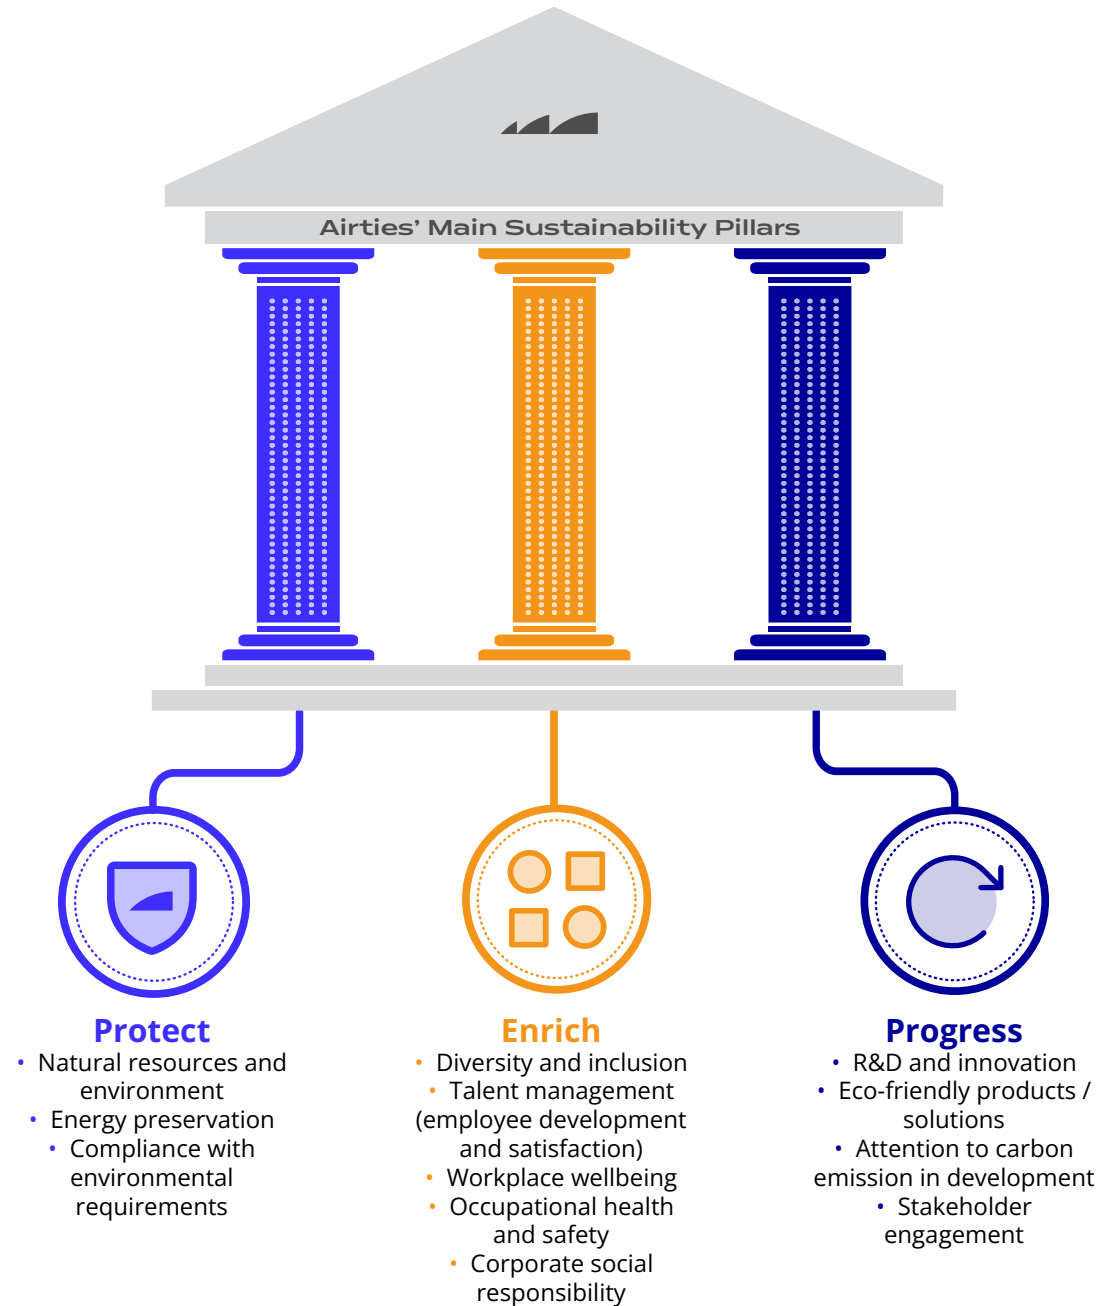 Airties’ Main Sustainability Pillars
Protect
• Natural resources and
environment
• Energy preservation
• Compliance with
environmental
requirements
Enrich
• Diversity and inclusion
• Talent management
(employee development
and satisfaction)
• Workplace wellbeing
• Occupational health
and safety
• Corporate social
responsibility
Progress
• R&D and innovation
• Eco-friendly products /
solutions
• Attention to carbon
emission in development
• Stakeholder
engagement